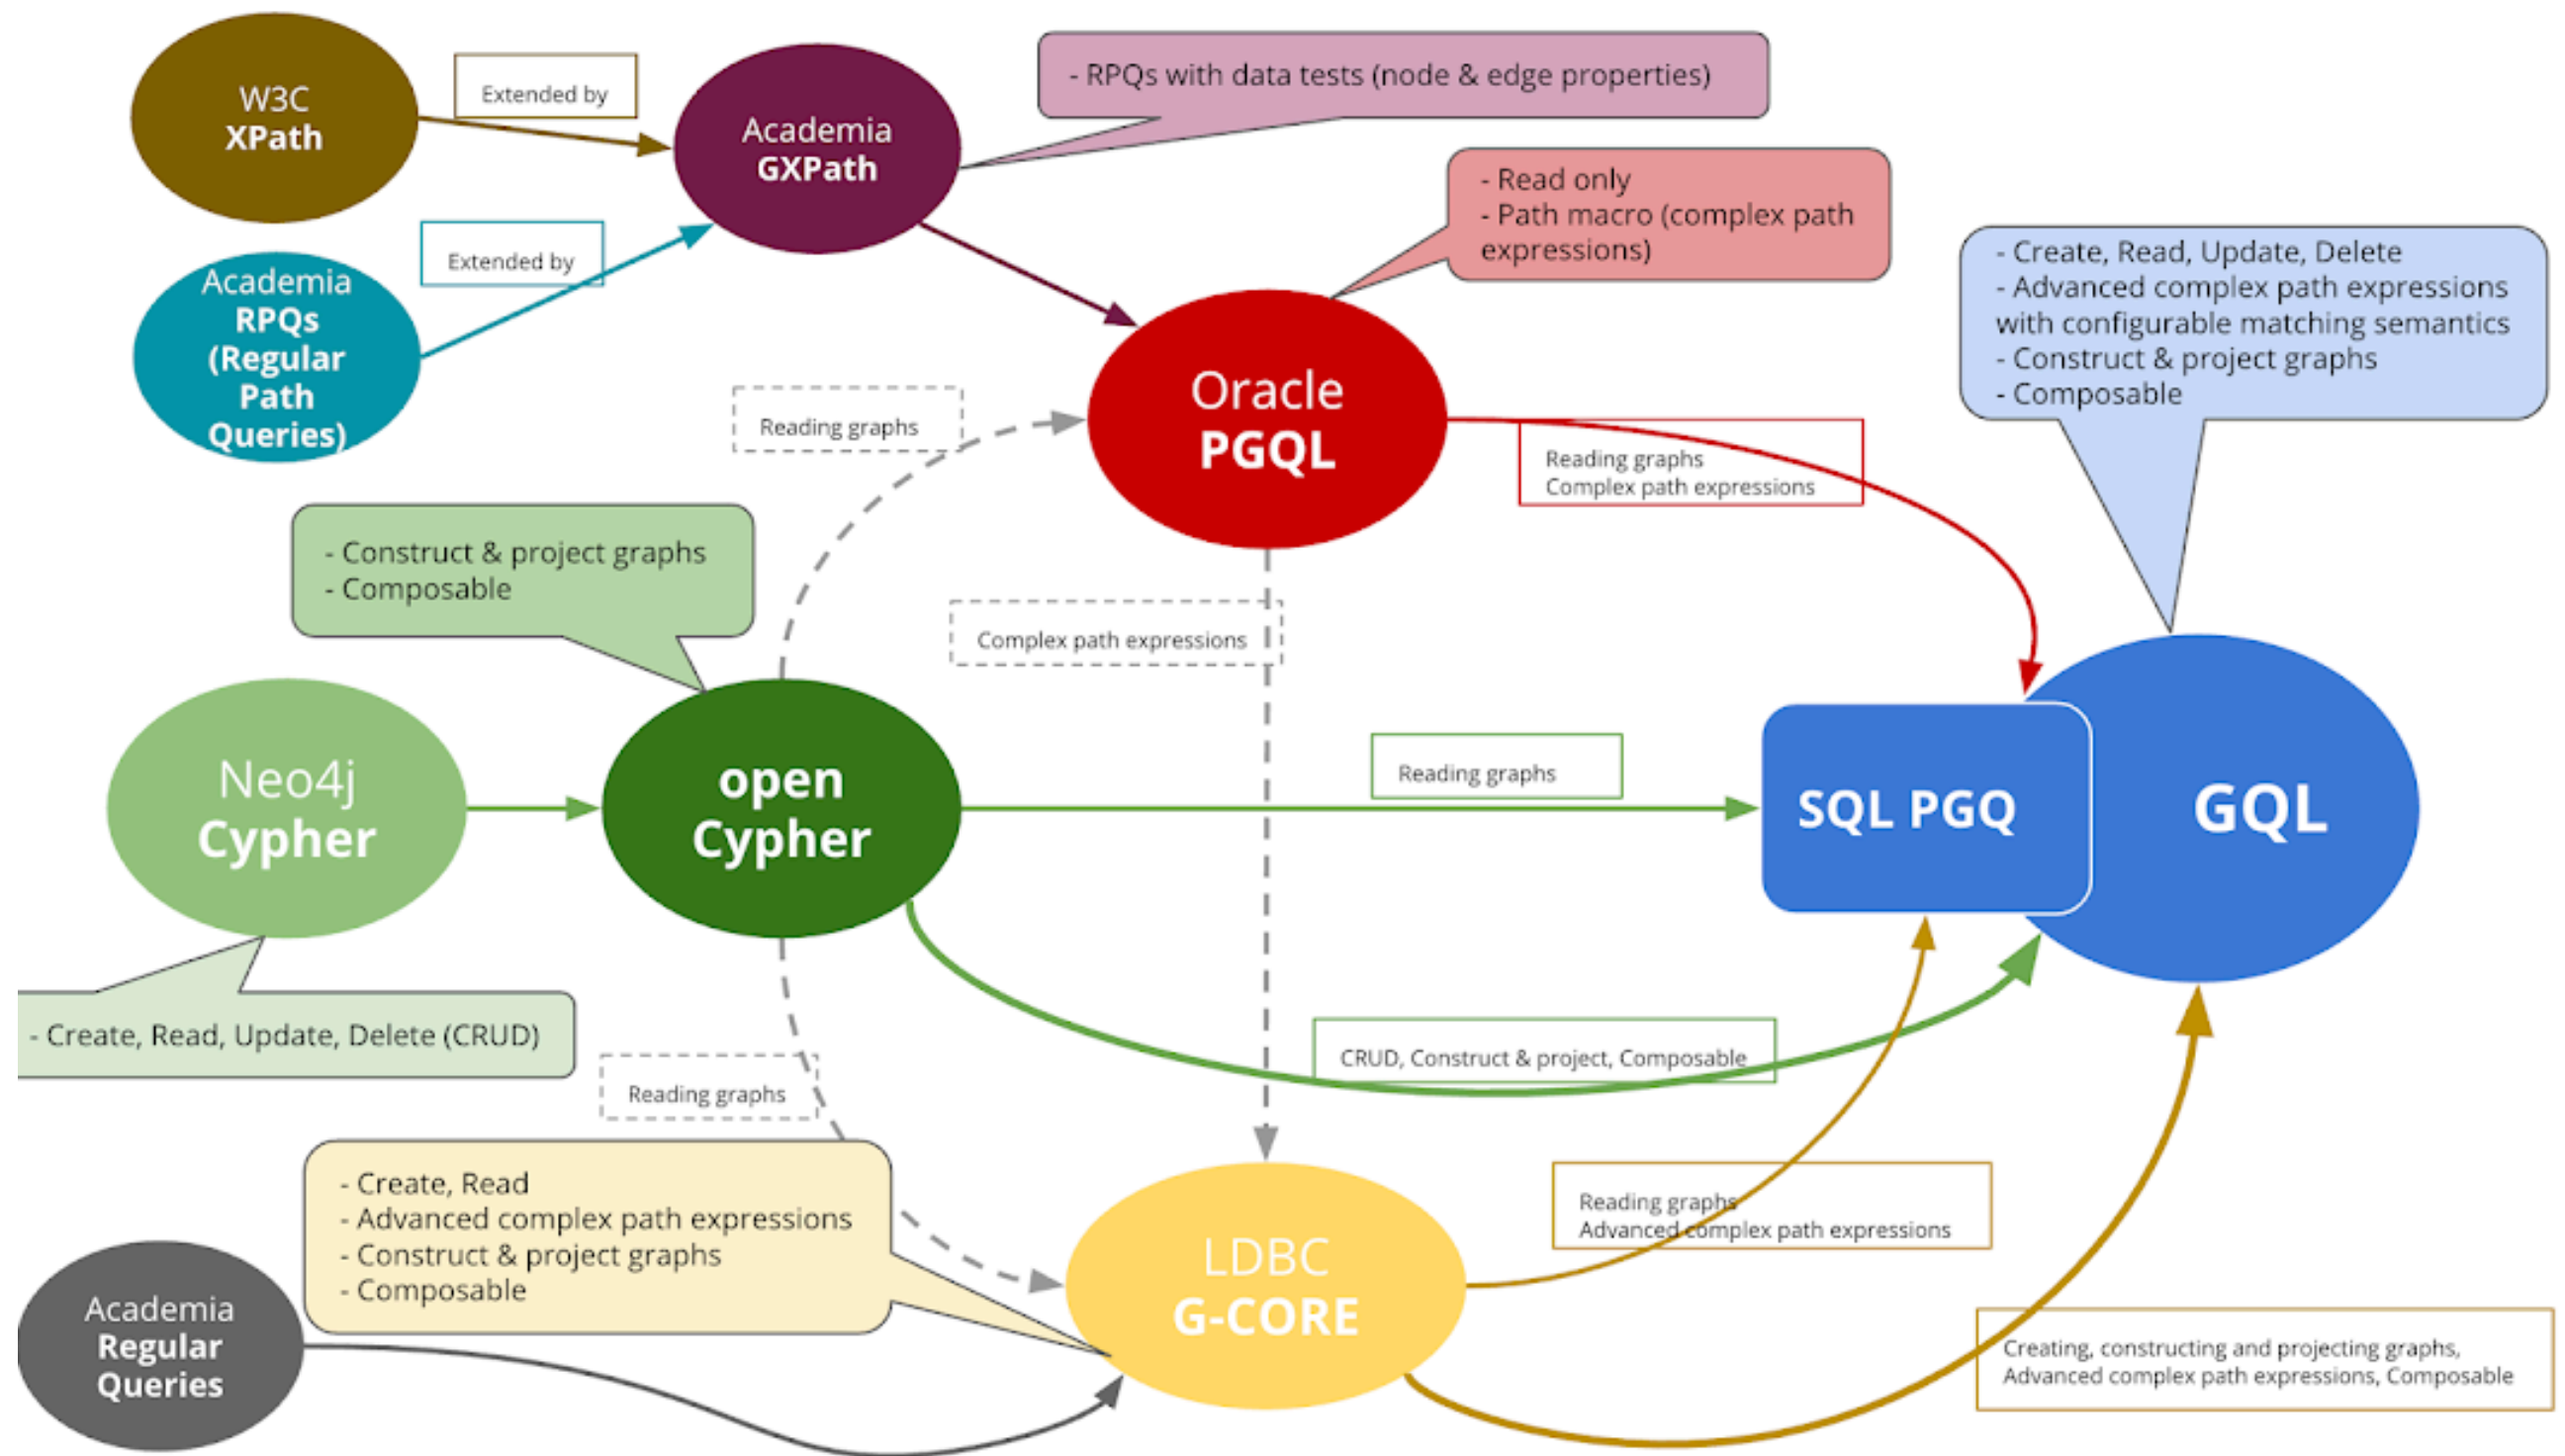 W3C
XPath
Extended by
Academia
GXPath
- RPQs with data tests (node & edge properties)
Academia
RPQs
(Regular
Path
Queries)
Extended by
- Read only
- Path macro (complex path
expressions)
- Create, Read, Update, Delete
- Advanced complex path expressions
with configurable matching semantics
- Construct & project graphs
- Composable
Reading graphs
Oracle
PGQL
Reading graphs
Complex path expressions
- Construct & project graphs
- Composable
Complex path expressions
Neo4j
Cypher
open
Cypher
Reading graphs
SQL PGQ
GQL
- Create, Read, Update, Delete (CRUD)
Reading graphs
CRUD, Construct & project, Composable
- Create, Read
- Advanced complex path expressions
- Construct & project graphs
- Composable
Academia
Regular
Queries
LDBC
G-CORE
Reading graphs
Advanced complex path expressions
Creating, constructing and projecting graphs,
Advanced complex path expressions, Composable